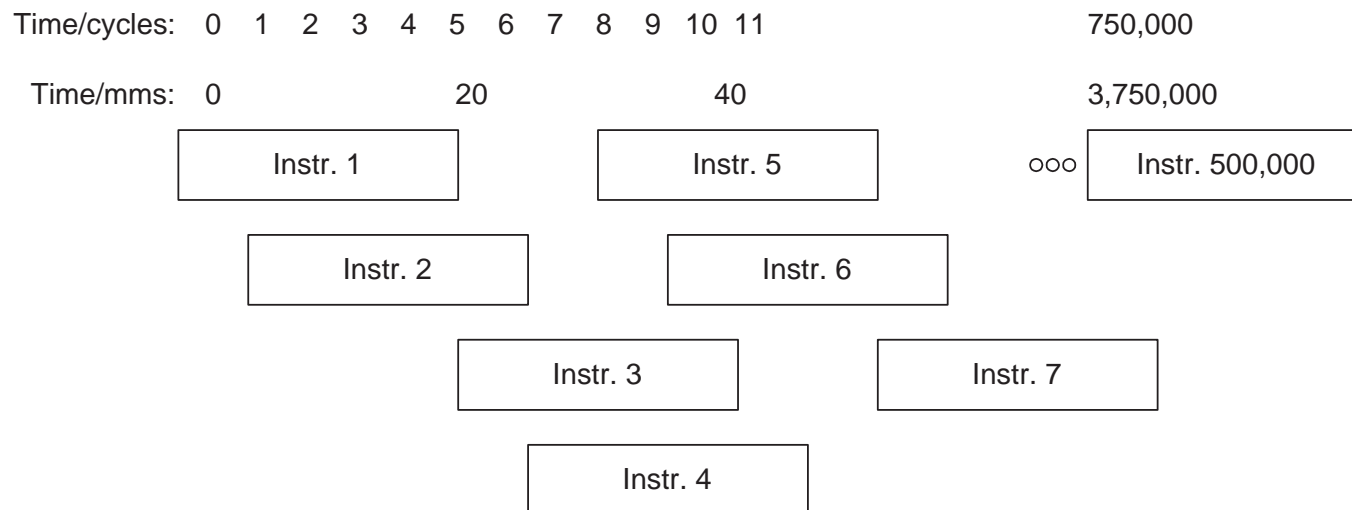 Time/cycles: 0 1 2 3 4 5 6 7 8 9 10 11 750,000
Time/mms: 0 20 40 3,750,000
Instr. 1 Instr. 5 ooo Instr. 500,000
Instr. 2 Instr. 6
Instr. 3 Instr. 7
Instr. 4